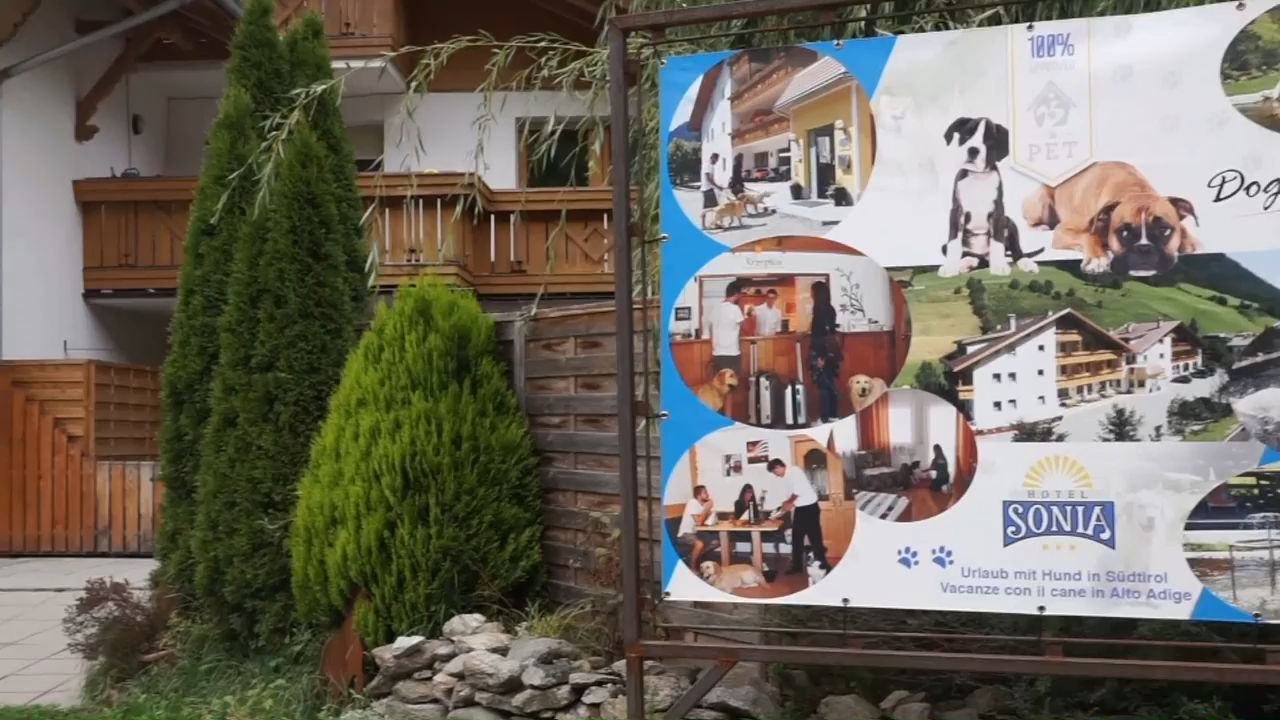 100%
PET
Dog
HOTEL
SONIA
Urlaub mit Hund in Südtirol
Vacanze con il cane in Alto Adige